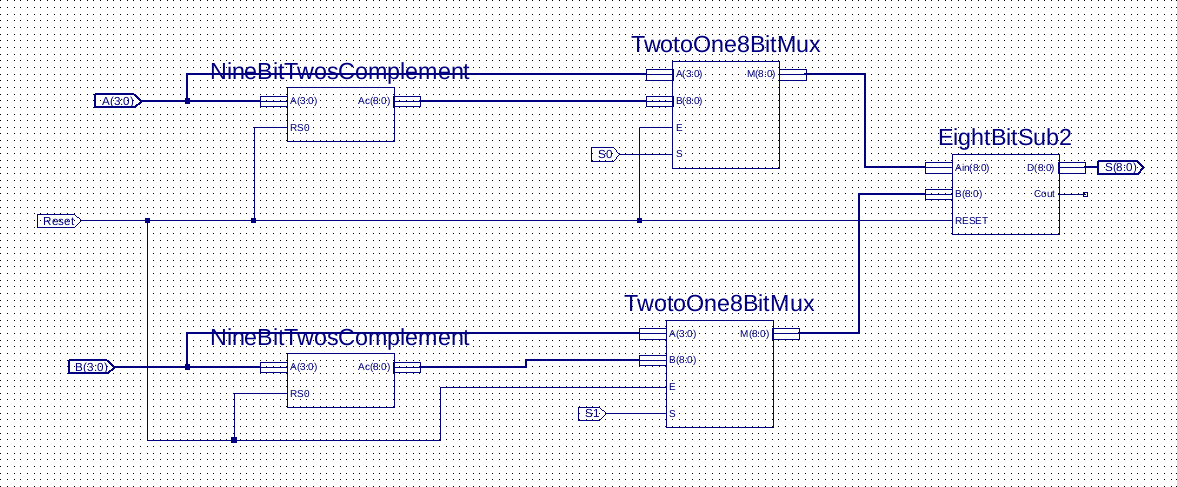 TwotoOne8BitMux
NineBitTwosComplement
A(3:0)
A(3:0)
Ac(8:0)
RS0
A(3:0)
M(8:0)
B(8:0)
E
S
S0
EightBitSub2
Ain(8:0)
D(8:0)
S(8:0)
B(8:0)
Cout
RESET
Reset
TwotoOne8BitMux
NineBitTwosComplement
B(3:0)
A(3:0)
Ac(8:0)
RS0
A(3:0)
M(8:0)
B(8:0)
E
S
S1